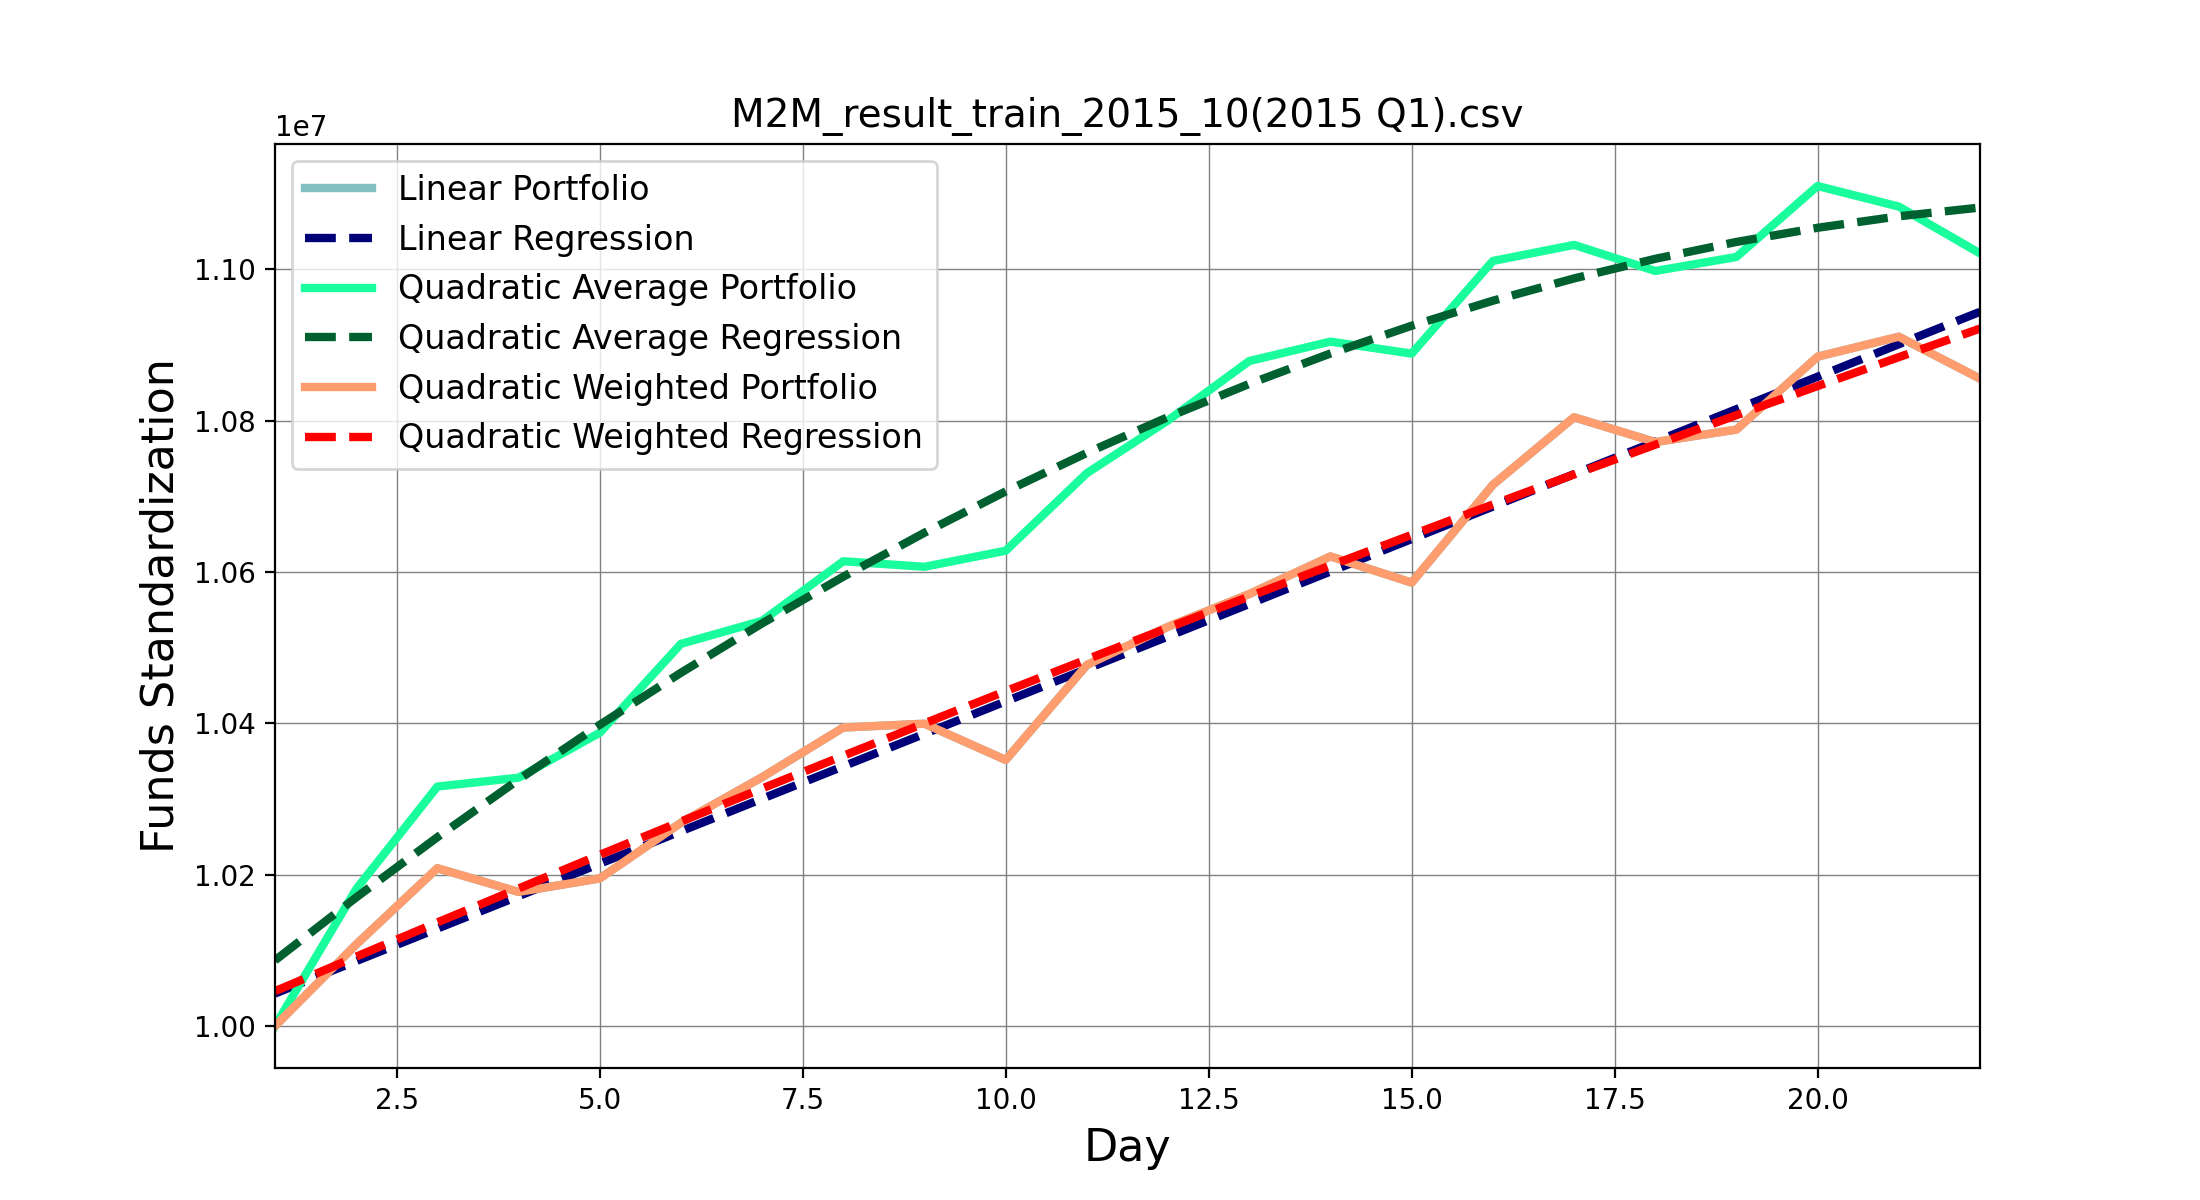 M2M_result_train_2015_10(2015 Q1).csv
1e7
Linear Portfolio
Linear Regression
Quadratic Average Portfolio
Quadratic Average Regression
Quadratic Weighted Portfolio
Quadratic Weighted Regression
Funds Standardization
1.10
1.08
1.06
1.04
1.02
1.00
2.5 5.0 7.5 10.0 12.5 15.0 17.5 20.0
Day